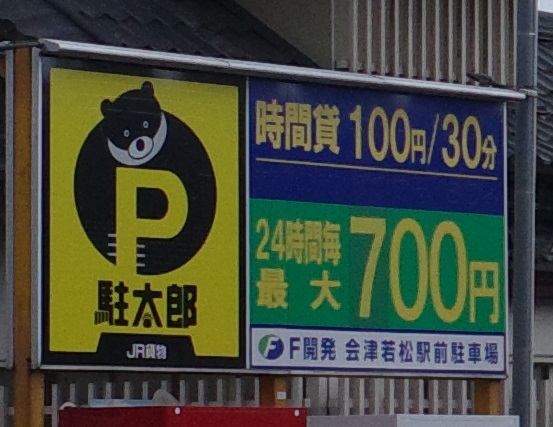 P
駐太郎
JR貨物
時間貸 100円/30分
24時間毎
最大 700円
F F開発 会津若松駅前駐車場